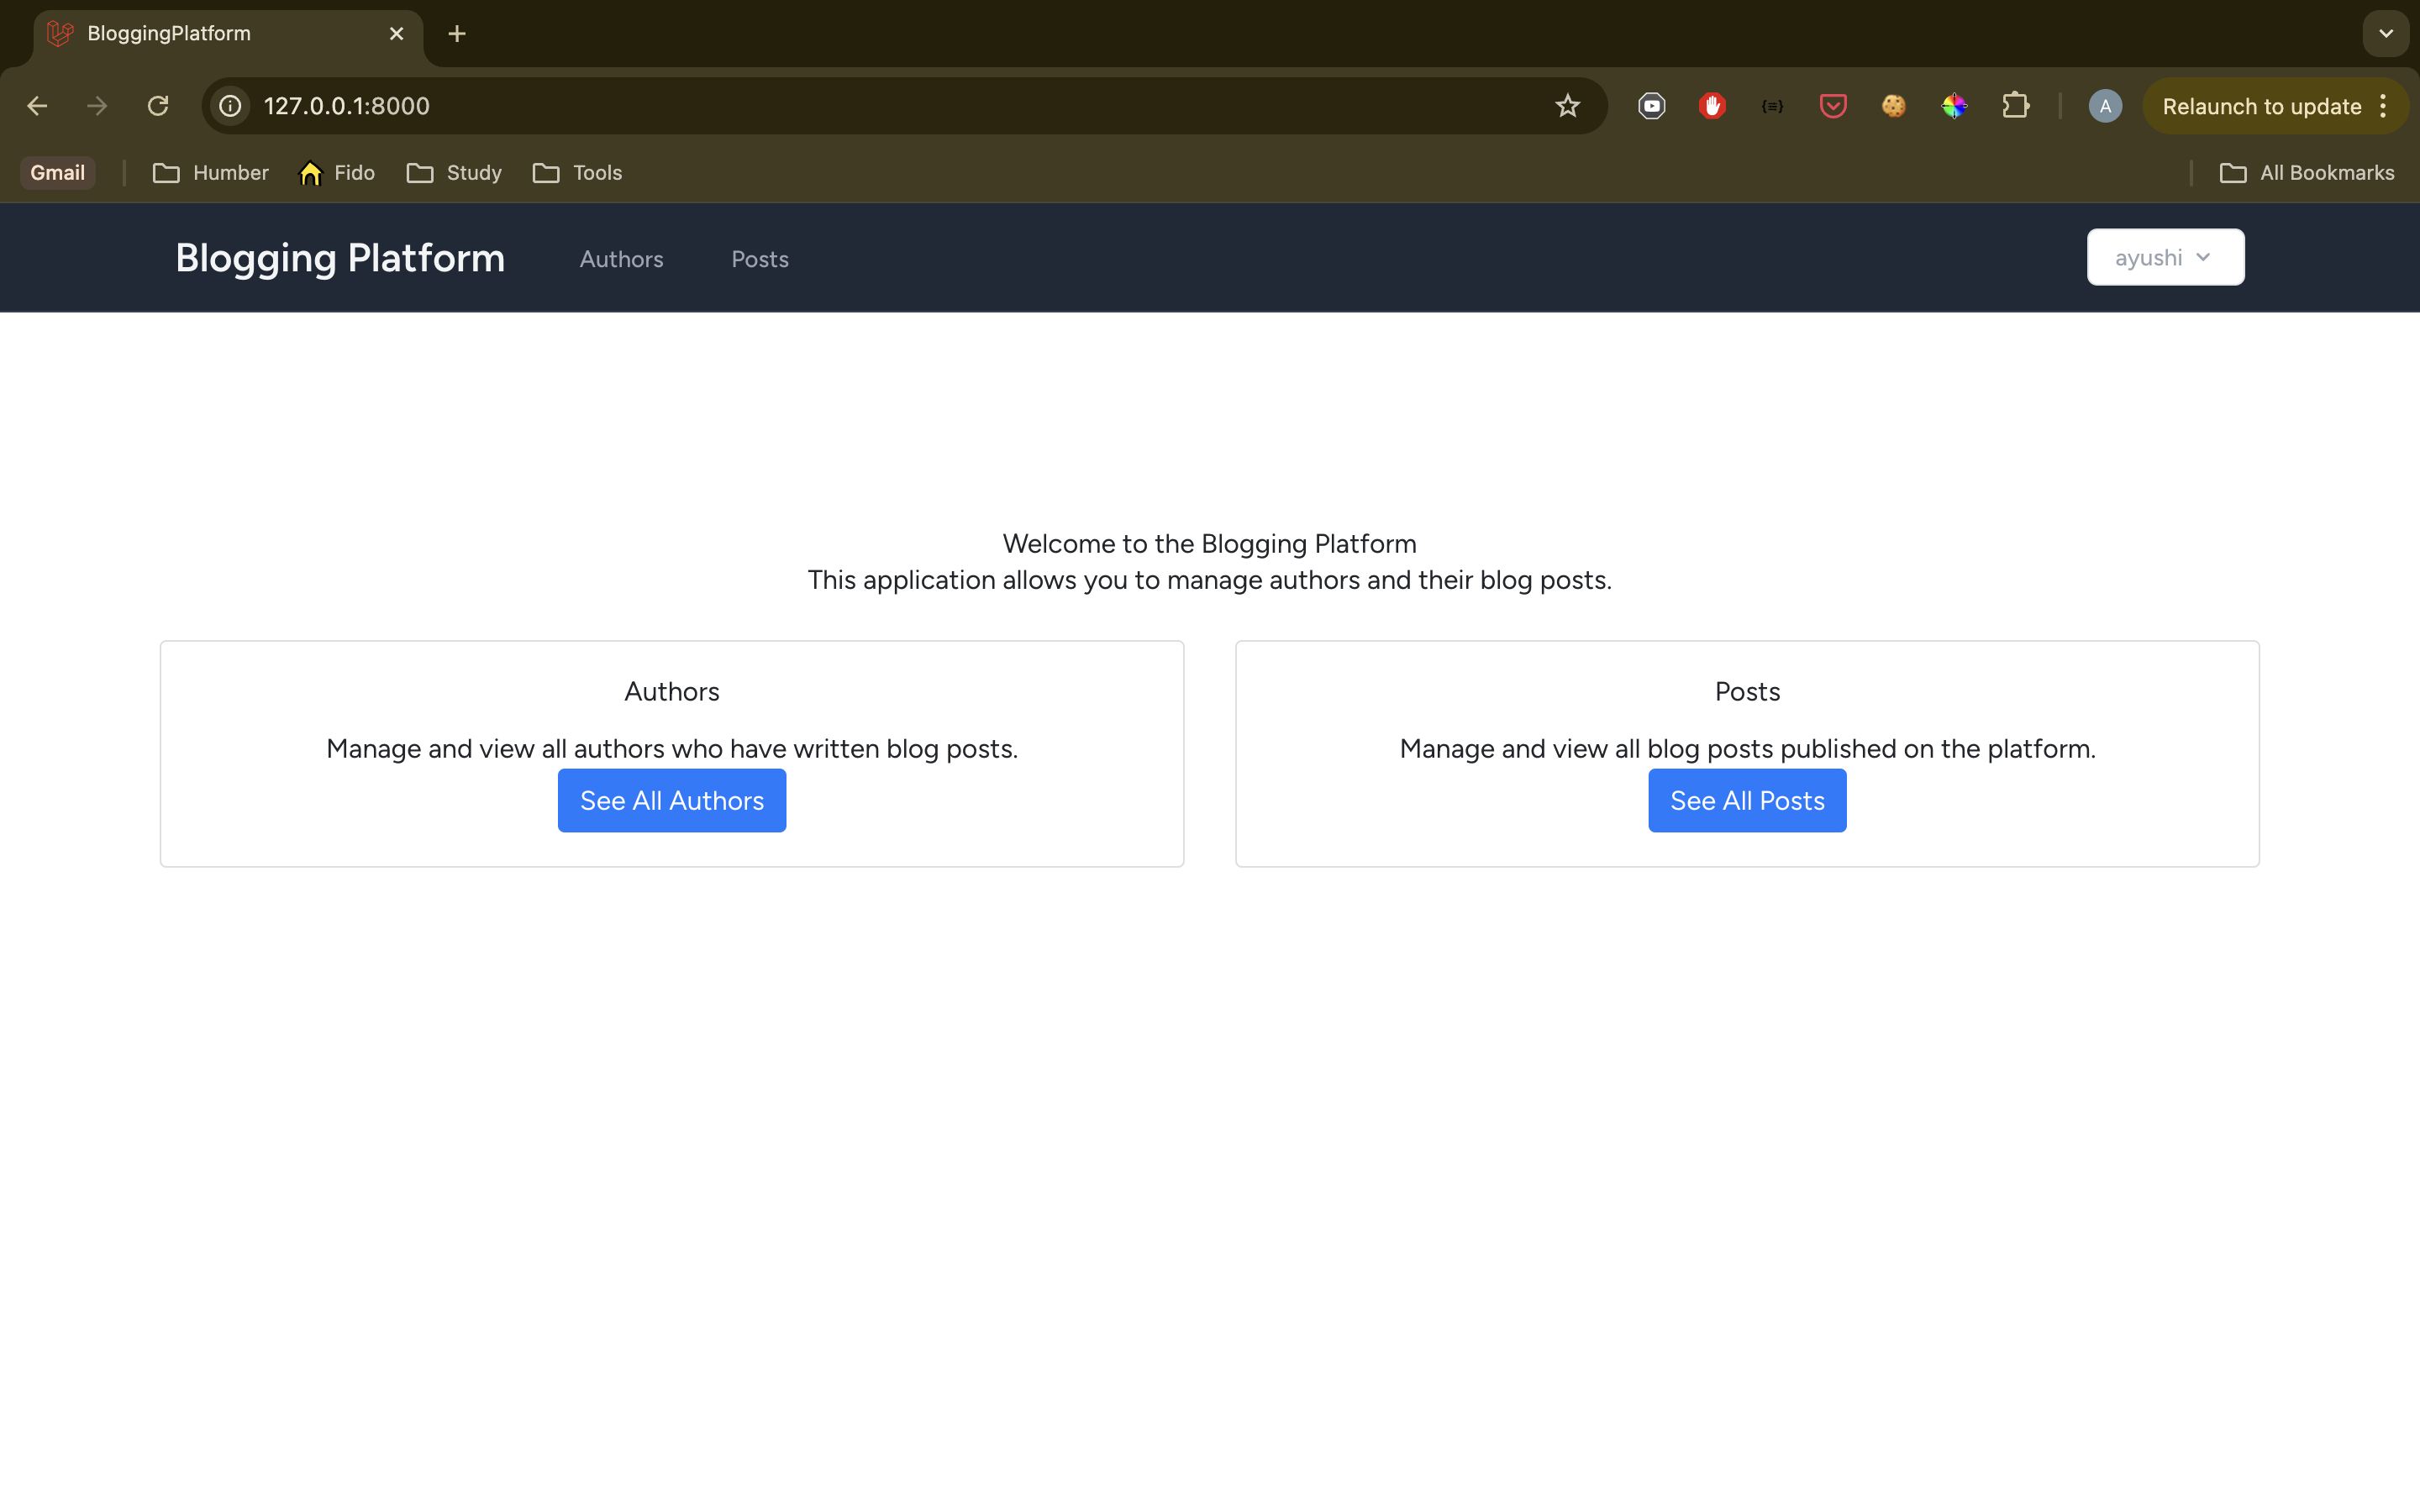 BloggingPlatform
127.0.0.1:8000
A
Relaunch to update
Gmail
Humber
Fido
Study
Tools
All Bookmarks
Blogging Platform
Authors
Posts
ayushi
Welcome to the Blogging Platform
This application allows you to manage authors and their blog posts.
Authors
Manage and view all authors who have written blog posts.
See All Authors
Posts
Manage and view all blog posts published on the platform.
See All Posts